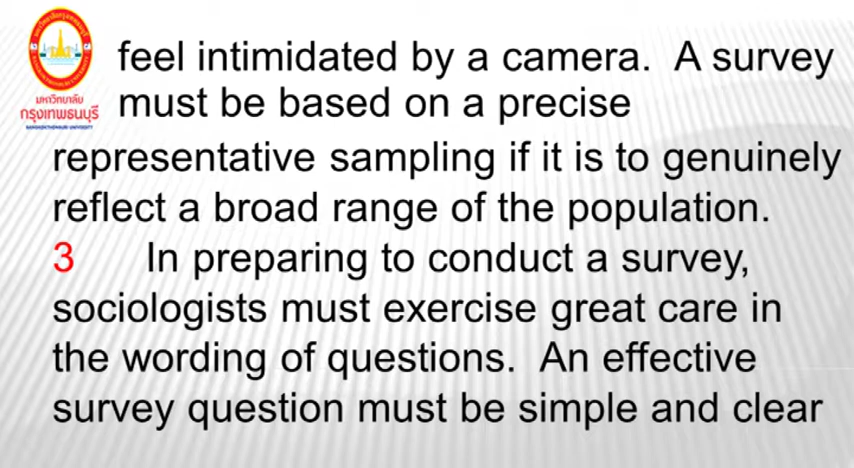 มหาวิทยาลัย
กรุงเทพธนบุรี
BANGKOKTHONBURI UNIVERSITY
feel intimidated by a camera. A survey
must be based on a precise
representative sampling if it is to genuinely
reflect a broad range of the population.
3 In preparing to conduct a survey,
sociologists must exercise great care in
the wording of questions. An effective
survey question must be simple and clear